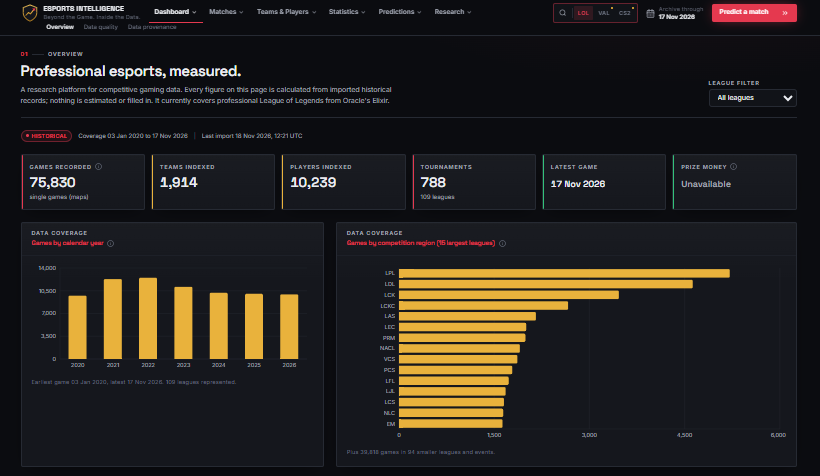 ESPORTS INTELLIGENCE
Beyond the Game. Inside the Data.
Dashboard Matches Teams & Players Statistics Predictions Research
LOL VAL CS2
Archive through
17 Nov 2026
Predict a match
Overview Data quality Data provenance
01 OVERVIEW
Professional esports, measured.
A research platform for competitive gaming data. Every figure on this page is calculated from imported historical
records; nothing is estimated or filled in. It currently covers professional League of Legends from Oracle's Elixir.
LEAGUE FILTER
All leagues
HISTORICAL Coverage 03 Jan 2020 to 17 Nov 2026 Last import 18 Nov 2026, 12:21 UTC
GAMES RECORDED
75,830
single games (maps)
TEAMS INDEXED
1,914
PLAYERS INDEXED
10,239
TOURNAMENTS
788
109 leagues
LATEST GAME
17 Nov 2026
PRIZE MONEY
Unavailable
DATA COVERAGE
Games by calendar year
14,000
10,500
7,000
3,500
0
2020 2021 2022 2023 2024 2025 2026
Earliest game 03 Jan 2020, latest 17 Nov 2026. 109 leagues represented.
DATA COVERAGE
Games by competition region (15 largest leagues)
LPL
LDL
LCK
LCKC
LAS
LEC
PRM
NACL
VCS
PCS
LFL
LJL
LCS
NLC
EM
0 1,500 3,000 4,500 6,000
Plus 39,818 games in 94 smaller leagues and events.